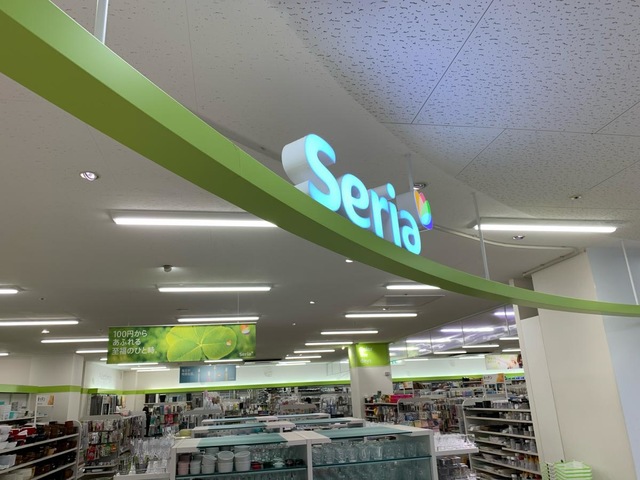 Seria
100円から
あふれる
至福のひと時。
Seria